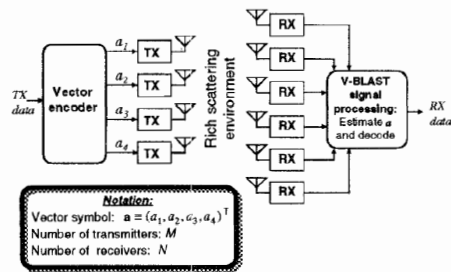 TX data
Vector encoder
a1 TX
a2 TX
a3 TX
a4 TX
Rich scattering environment
RX
RX
RX
RX
RX
RX
V-BLAST signal processing: Estimate a and decode
RX data
Notation:
Vector symbol: a = (a1, a2, a3, a4)^T
Number of transmitters: M
Number of receivers: N